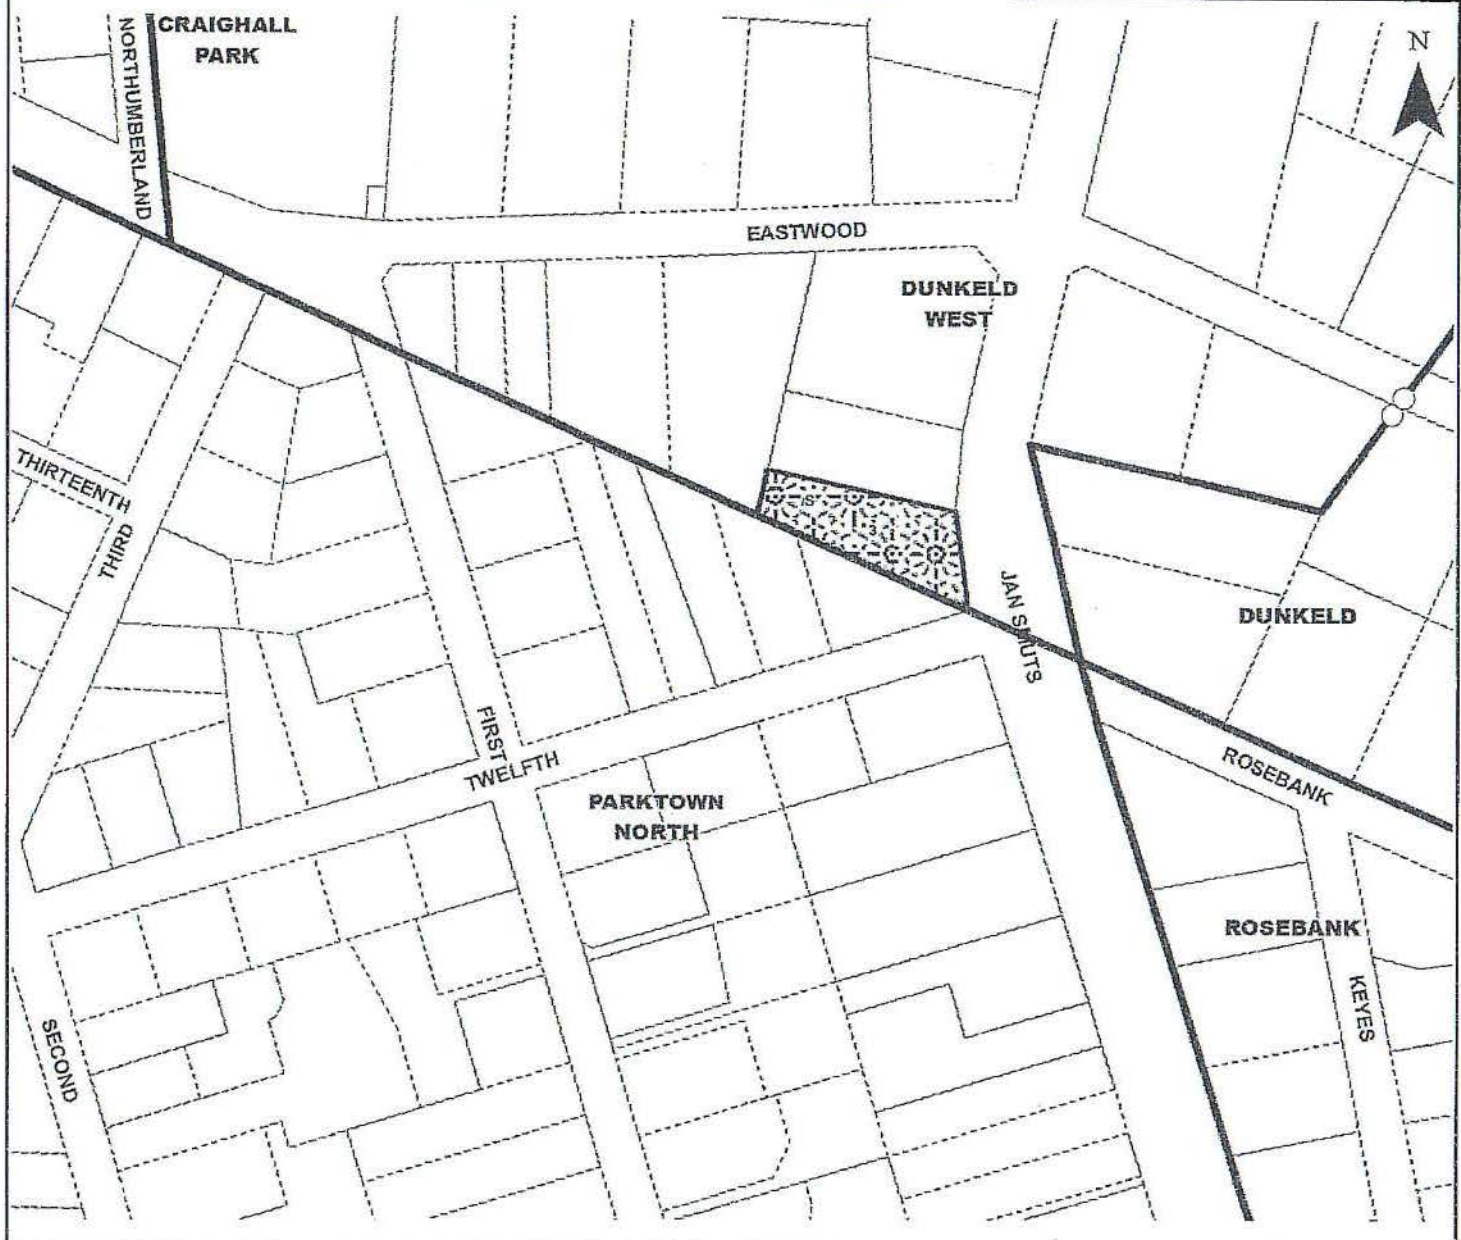 CRAIGHALL
PARK
N
NORTHUMBERLAND
EASTWOOD
DUNKELD
WEST
THIRTEENTH
THIRD
JAN SMUTS
DUNKELD
FIRST
TWELFTH
ROSEBANK
PARKTOWN
NORTH
ROSEBANK
KEYES
SECOND